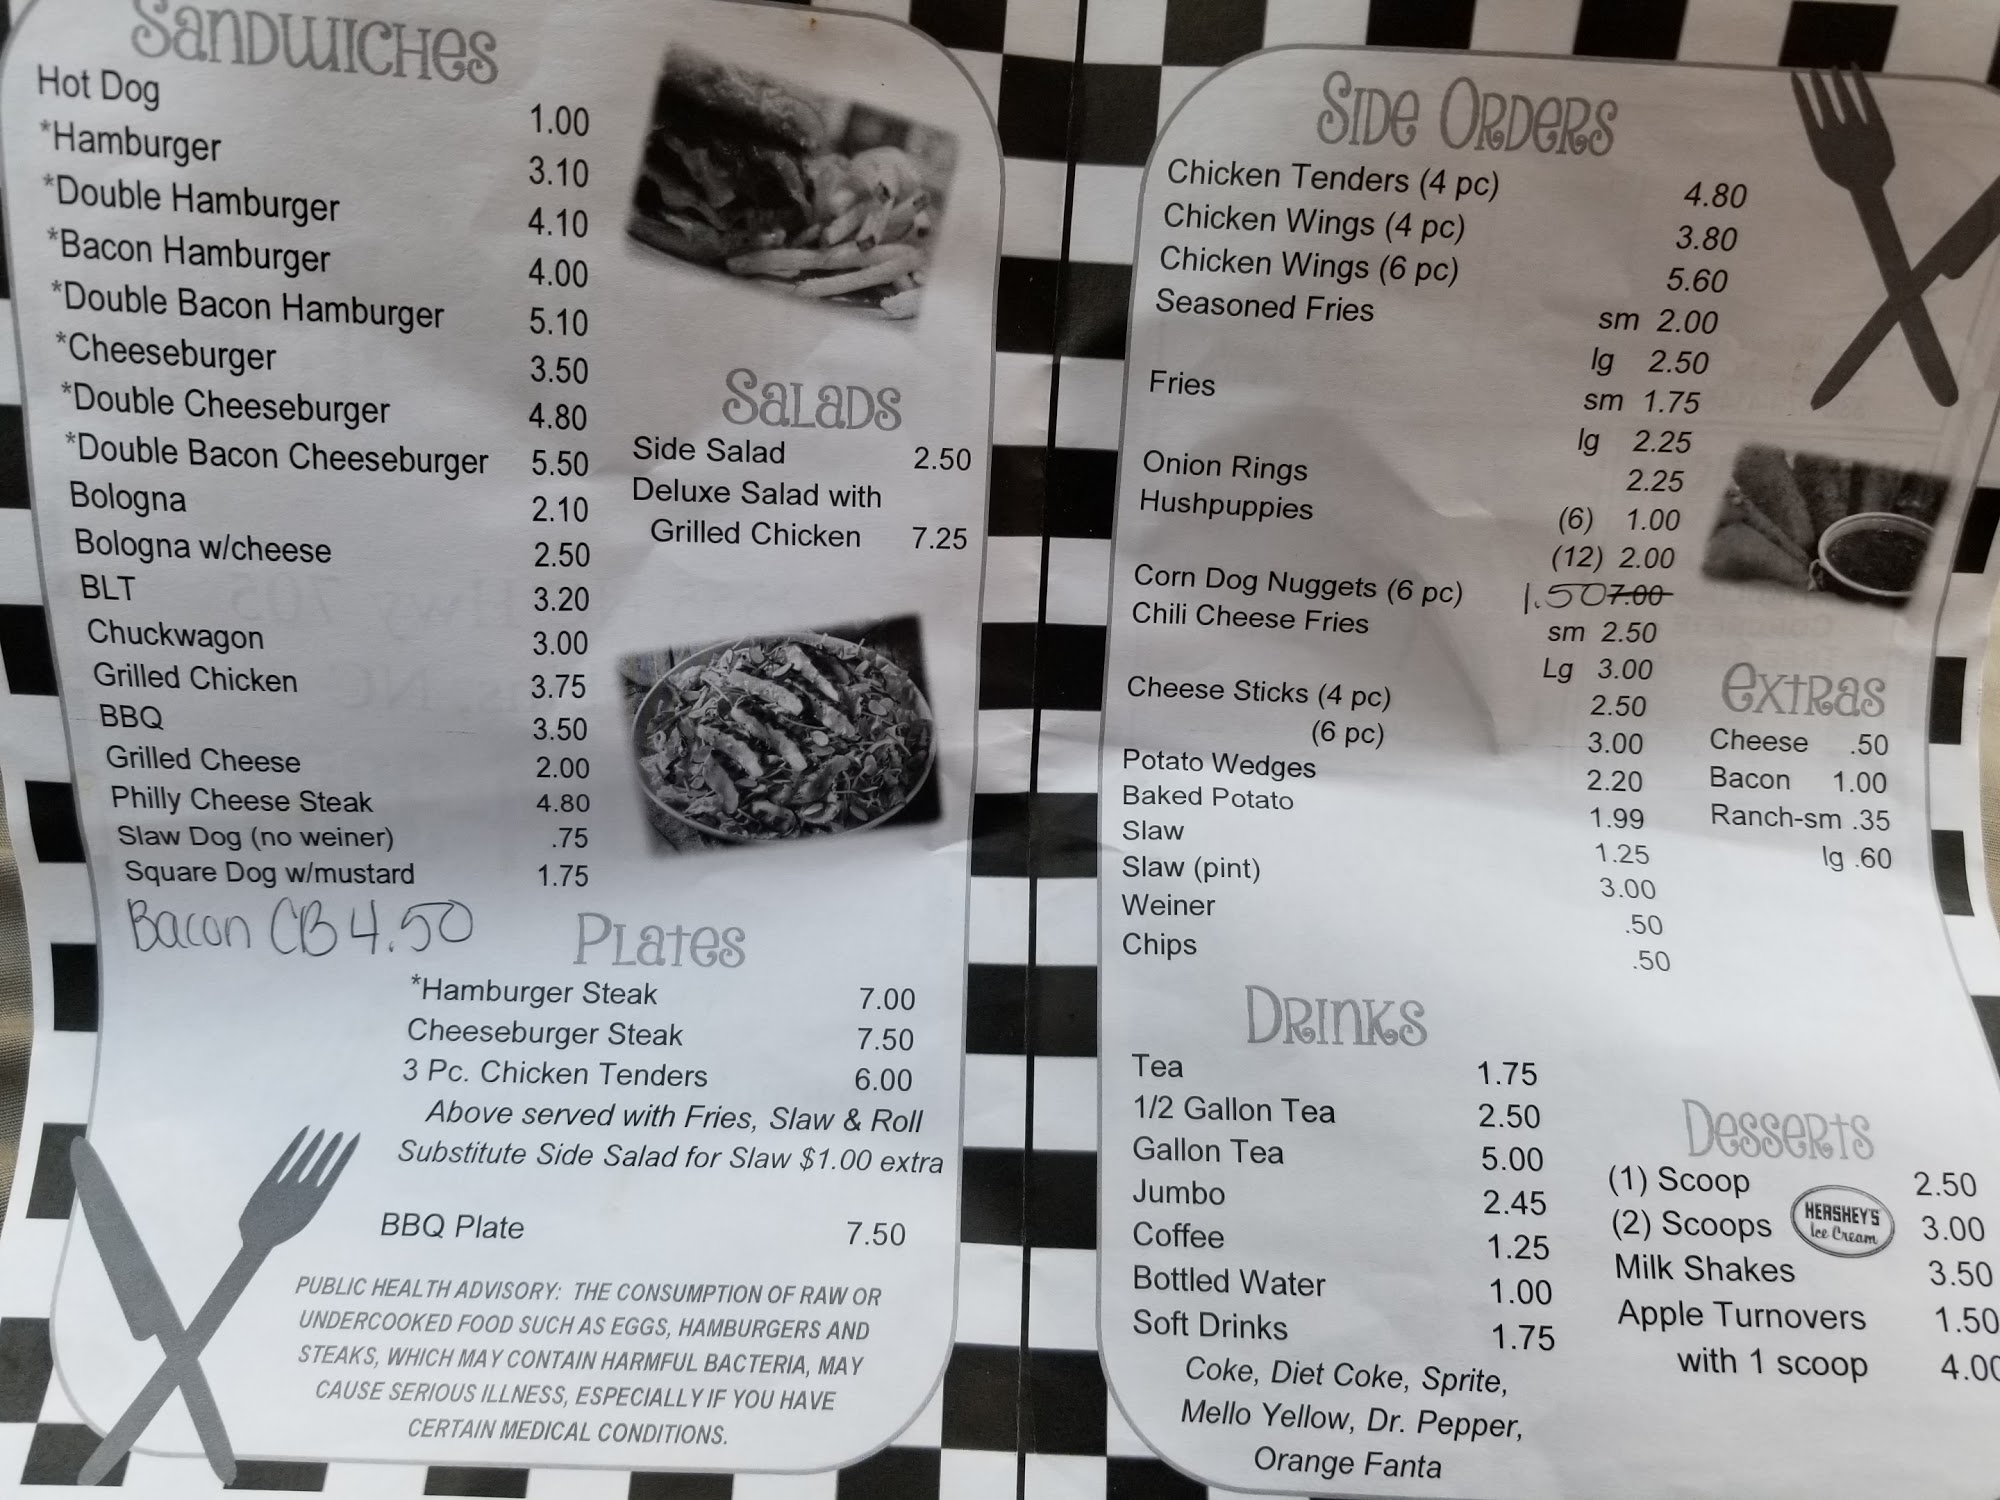 SANDWICHES
Hot Dog 1.00
*Hamburger 3.10
*Double Hamburger 4.10
*Bacon Hamburger 4.00
*Double Bacon Hamburger 5.10
*Cheeseburger 3.50
*Double Cheeseburger 4.80
*Double Bacon Cheeseburger 5.50
Bologna 2.10
Bologna w/cheese 2.50
BLT 3.20
Chuckwagon 3.00
Grilled Chicken 3.75
BBQ 3.50
Grilled Cheese 2.00
Philly Cheese Steak 4.80
Slaw Dog (no weiner) .75
Square Dog w/mustard 1.75
Bacon CB 4.50
SALADS
Side Salad 2.50
Deluxe Salad with
Grilled Chicken 7.25
PLATES
*Hamburger Steak 7.00
Cheeseburger Steak 7.50
3 Pc. Chicken Tenders 6.00
Above served with Fries, Slaw & Roll
Substitute Side Salad for Slaw $1.00 extra
BBQ Plate 7.50
PUBLIC HEALTH ADVISORY: THE CONSUMPTION OF RAW OR
UNDERCOOKED FOOD SUCH AS EGGS, HAMBURGERS AND
STEAKS, WHICH MAY CONTAIN HARMFUL BACTERIA, MAY
CAUSE SERIOUS ILLNESS, ESPECIALLY IF YOU HAVE
CERTAIN MEDICAL CONDITIONS.
SIDE ORDERS
Chicken Tenders (4 pc) 4.80
Chicken Wings (4 pc) 3.80
Chicken Wings (6 pc) 5.60
Seasoned Fries sm 2.00
lg 2.50
Fries sm 1.75
lg 2.25
Onion Rings 2.25
Hushpuppies (6) 1.00
(12) 2.00
Corn Dog Nuggets (6 pc) 1.50 7.00
Chili Cheese Fries sm 2.50
Lg 3.00
Cheese Sticks (4 pc) 2.50
(6 pc) 3.00
Potato Wedges 2.20
Baked Potato 1.99
Slaw 1.25
Slaw (pint) 3.00
Weiner .50
Chips .50
EXTRAS
Cheese .50
Bacon 1.00
Ranch-sm .35
lg .60
DRINKS
Tea 1.75
1/2 Gallon Tea 2.50
Gallon Tea 5.00
Jumbo 2.45
Coffee 1.25
Bottled Water 1.00
Soft Drinks 1.75
Coke, Diet Coke, Sprite,
Mello Yellow, Dr. Pepper,
Orange Fanta
DESSERTS
(1) Scoop 2.50
(2) Scoops 3.00
HERSHEY'S
Ice Cream
Milk Shakes 3.50
Apple Turnovers 1.50
with 1 scoop 4.00